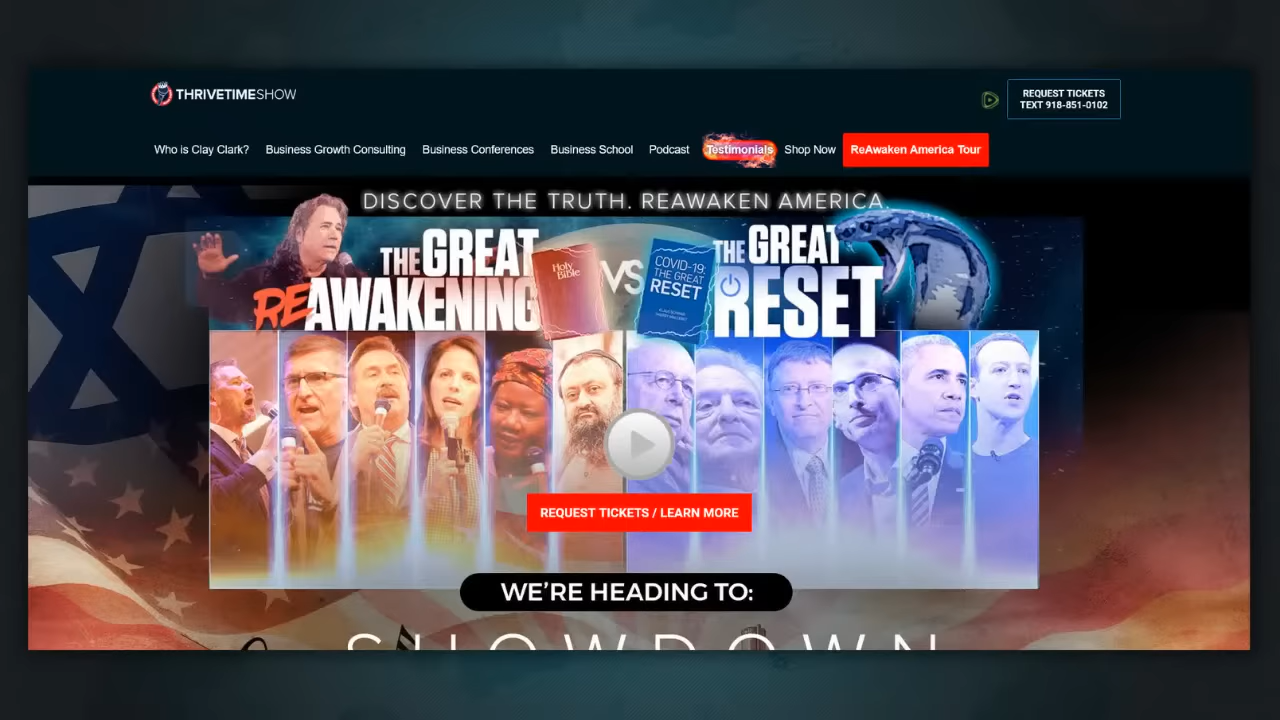 THRIVETIMESHOW
REQUEST TICKETS
TEXT 918-851-0102
Who is Clay Clark? Business Growth Consulting Business Conferences Business School Podcast Testimonials Shop Now ReAwaken America Tour
DISCOVER THE TRUTH. REAWAKEN AMERICA.
THE GREAT
REAWAKENING
Holy
Bible
VS
COVID-19:
THE GREAT
RESET
THE GREAT
RESET
REQUEST TICKETS / LEARN MORE
WE'RE HEADING TO:
SHOWDOWN